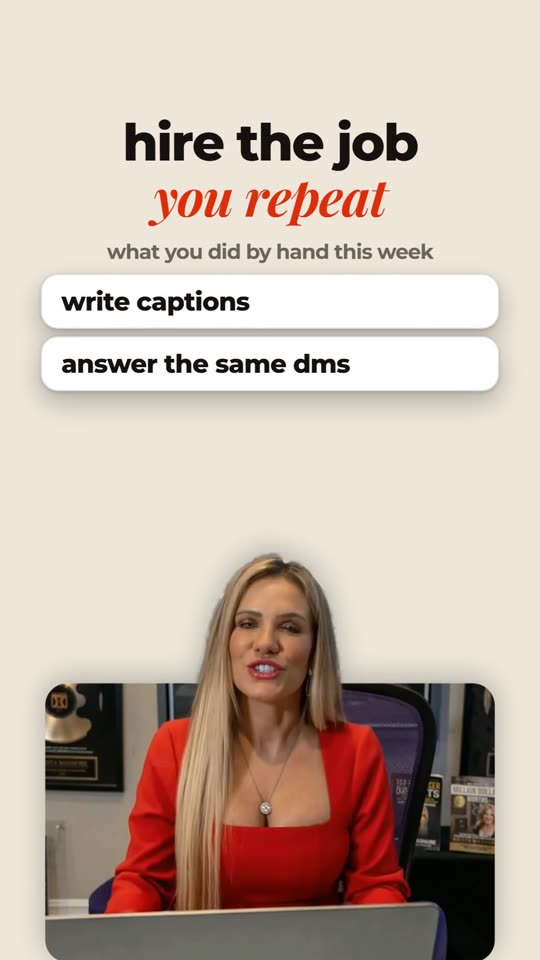 hire the job
you repeat
what you did by hand this week
write captions
answer the same dms